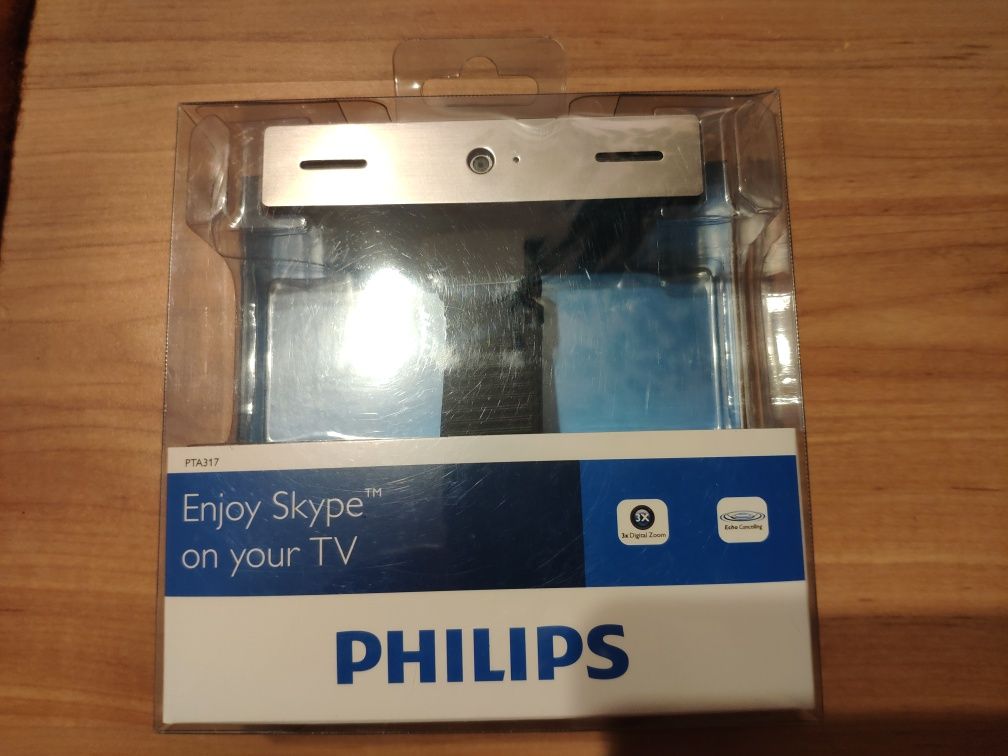 PTA317
Enjoy Skype™
on your TV
3X
3x Digital Zoom
Echo Cancelling
PHILIPS